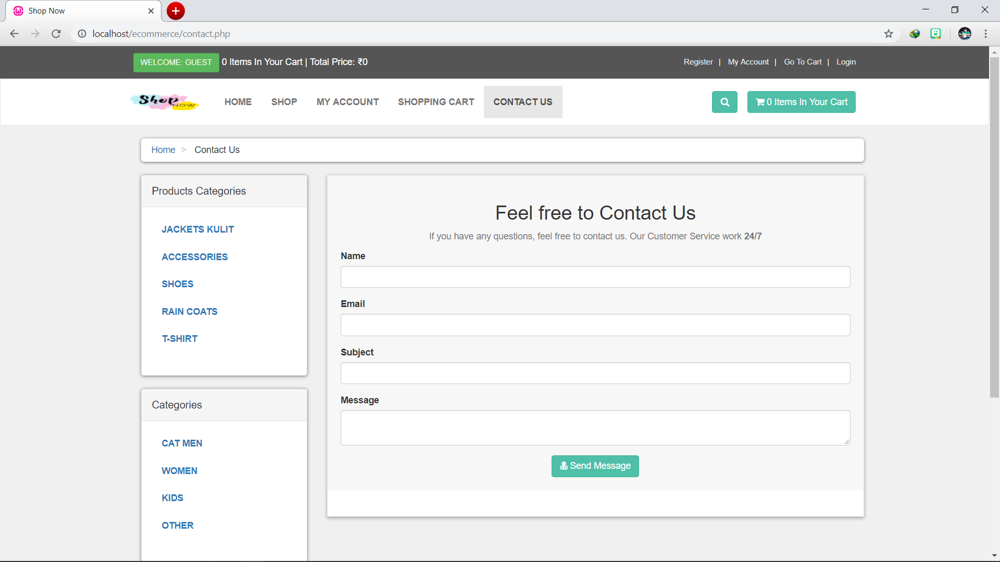 Shop Now
localhost/ecommerce/contact.php
WELCOME: GUEST 0 Items In Your Cart | Total Price: ₹0
Register | My Account | Go To Cart | Login
Shop NOW
HOME SHOP MY ACCOUNT SHOPPING CART CONTACT US
0 Items In Your Cart
Home > Contact Us
Products Categories
JACKETS KULIT
ACCESSORIES
SHOES
RAIN COATS
T-SHIRT
Categories
CAT MEN
WOMEN
KIDS
OTHER
Feel free to Contact Us
If you have any questions, feel free to contact us. Our Customer Service work 24/7
Name
Email
Subject
Message
Send Message